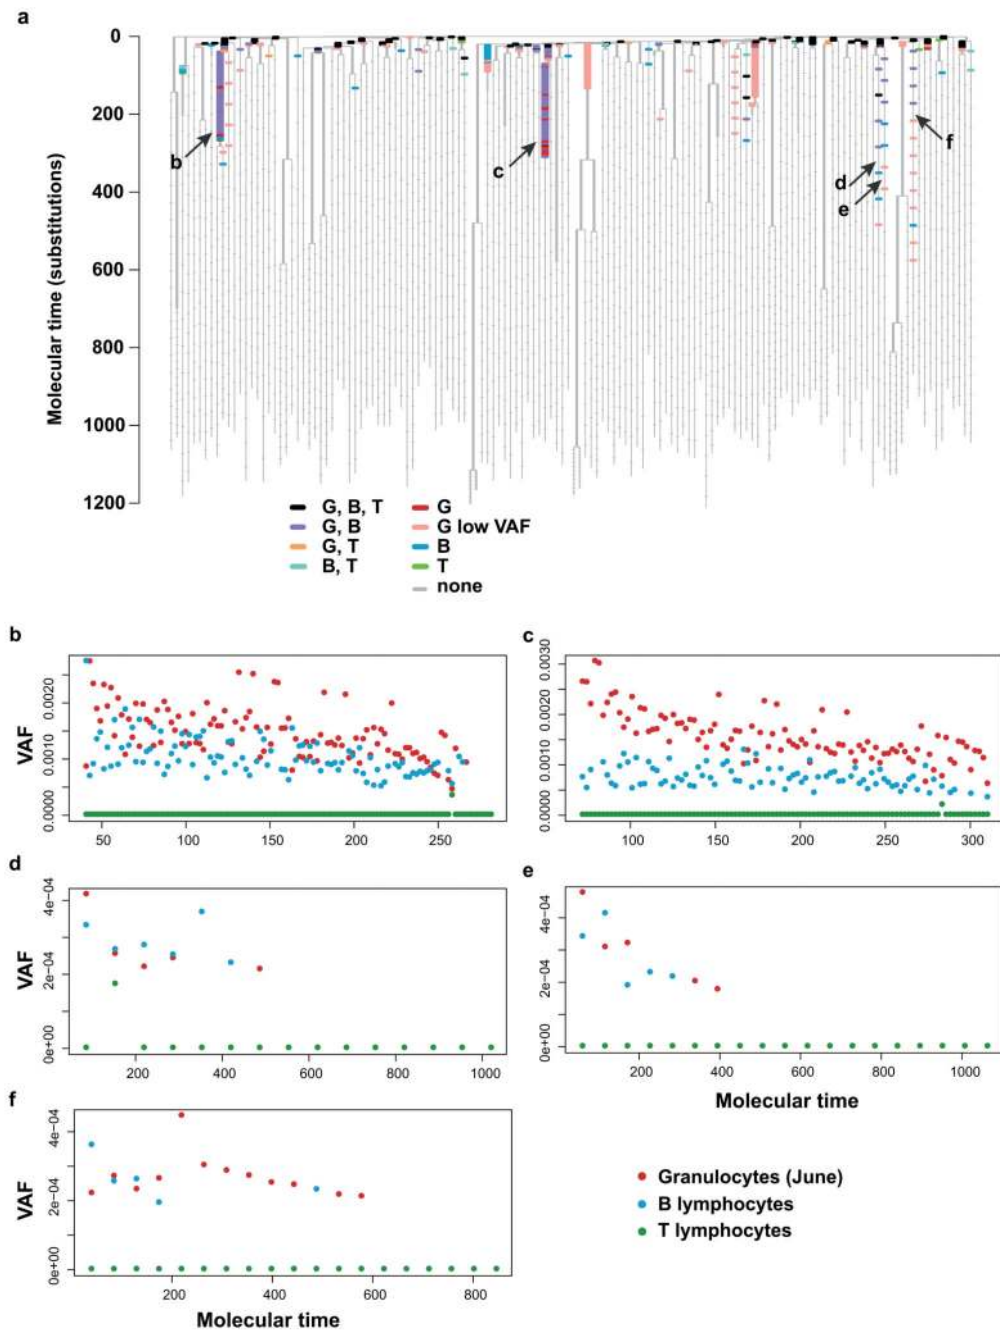 a
0
200
400
600
800
1000
1200
Molecular time (substitutions)
b
c
d
e
f
G, B, T
G, B
G, T
B, T
G
G low VAF
B
T
none
b
VAF
0.0000 0.0010 0.0020
50 100 150 200 250
c
0.0000 0.0010 0.0020 0.0030
100 150 200 250 300
d
VAF
0e+00 2e-04 4e-04
200 400 600 800 1000
e
0e+00 2e-04 4e-04
200 400 600 800 1000
Molecular time
f
VAF
0e+00 2e-04 4e-04
200 400 600 800
Molecular time
Granulocytes (June)
B lymphocytes
T lymphocytes